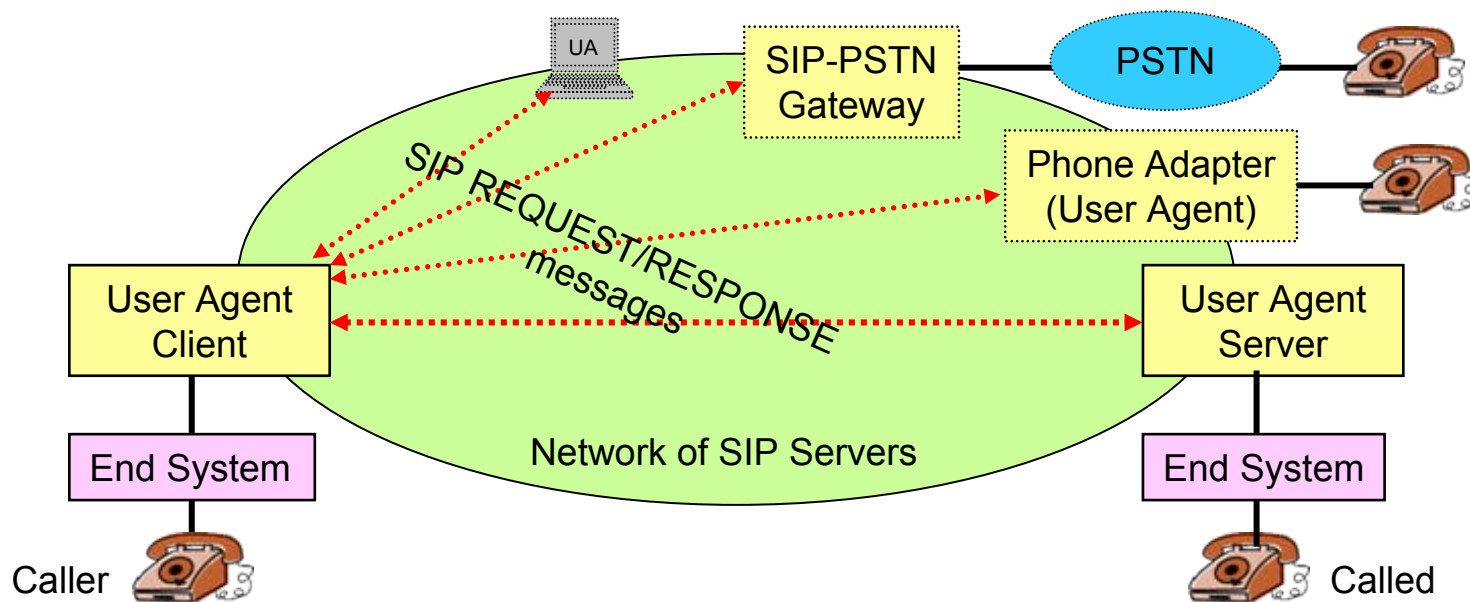 UA
SIP-PSTN
Gateway
PSTN
Phone Adapter
(User Agent)
SIP REQUEST/RESPONSE
messages
User Agent
Client
User Agent
Server
Network of SIP Servers
End System
End System
Caller
Called